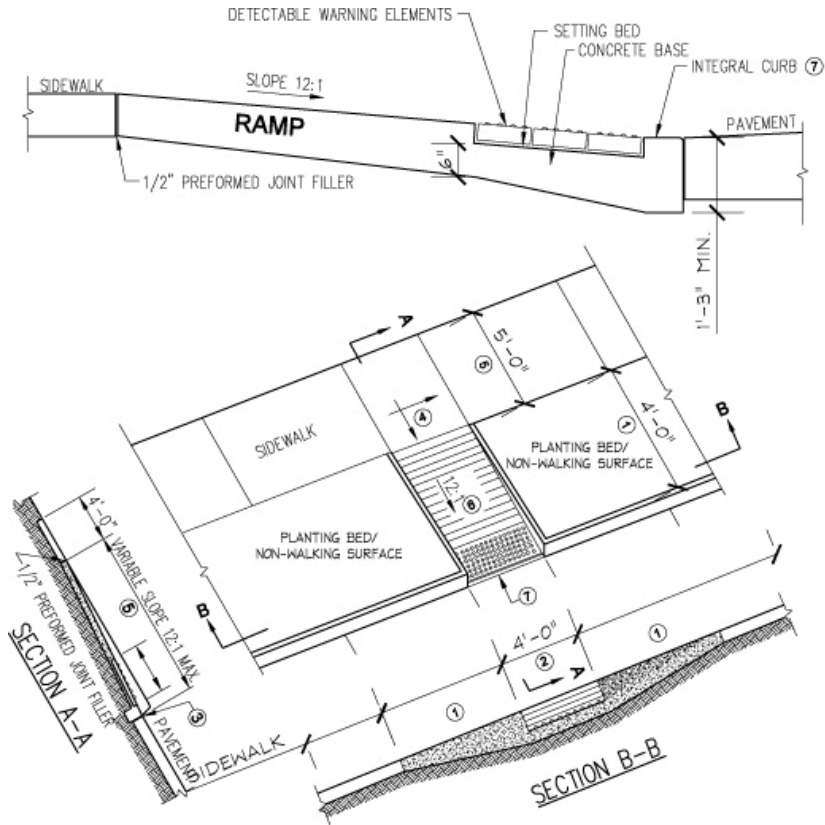 DETECTABLE WARNING ELEMENTS
SETTING BED
CONCRETE BASE
INTEGRAL CURB 7
SIDEWALK
SLOPE 12:1
RAMP
PAVEMENT
6"
1/2" PREFORMED JOINT FILLER
1'-3" MIN.
A
5'-0"
5
4
SIDEWALK
1
4'-0"
B
PLANTING BED/
NON-WALKING SURFACE
12:1
6
PLANTING BED/
NON-WALKING SURFACE
7
B
4'-0"
VARIABLE SLOPE 12:1 MAX
5
1/2" PREFORMED JOINT FILLER
3
PAVEMENT
SECTION A-A
SIDEWALK
4'-0"
1
2
1
A
SECTION B-B